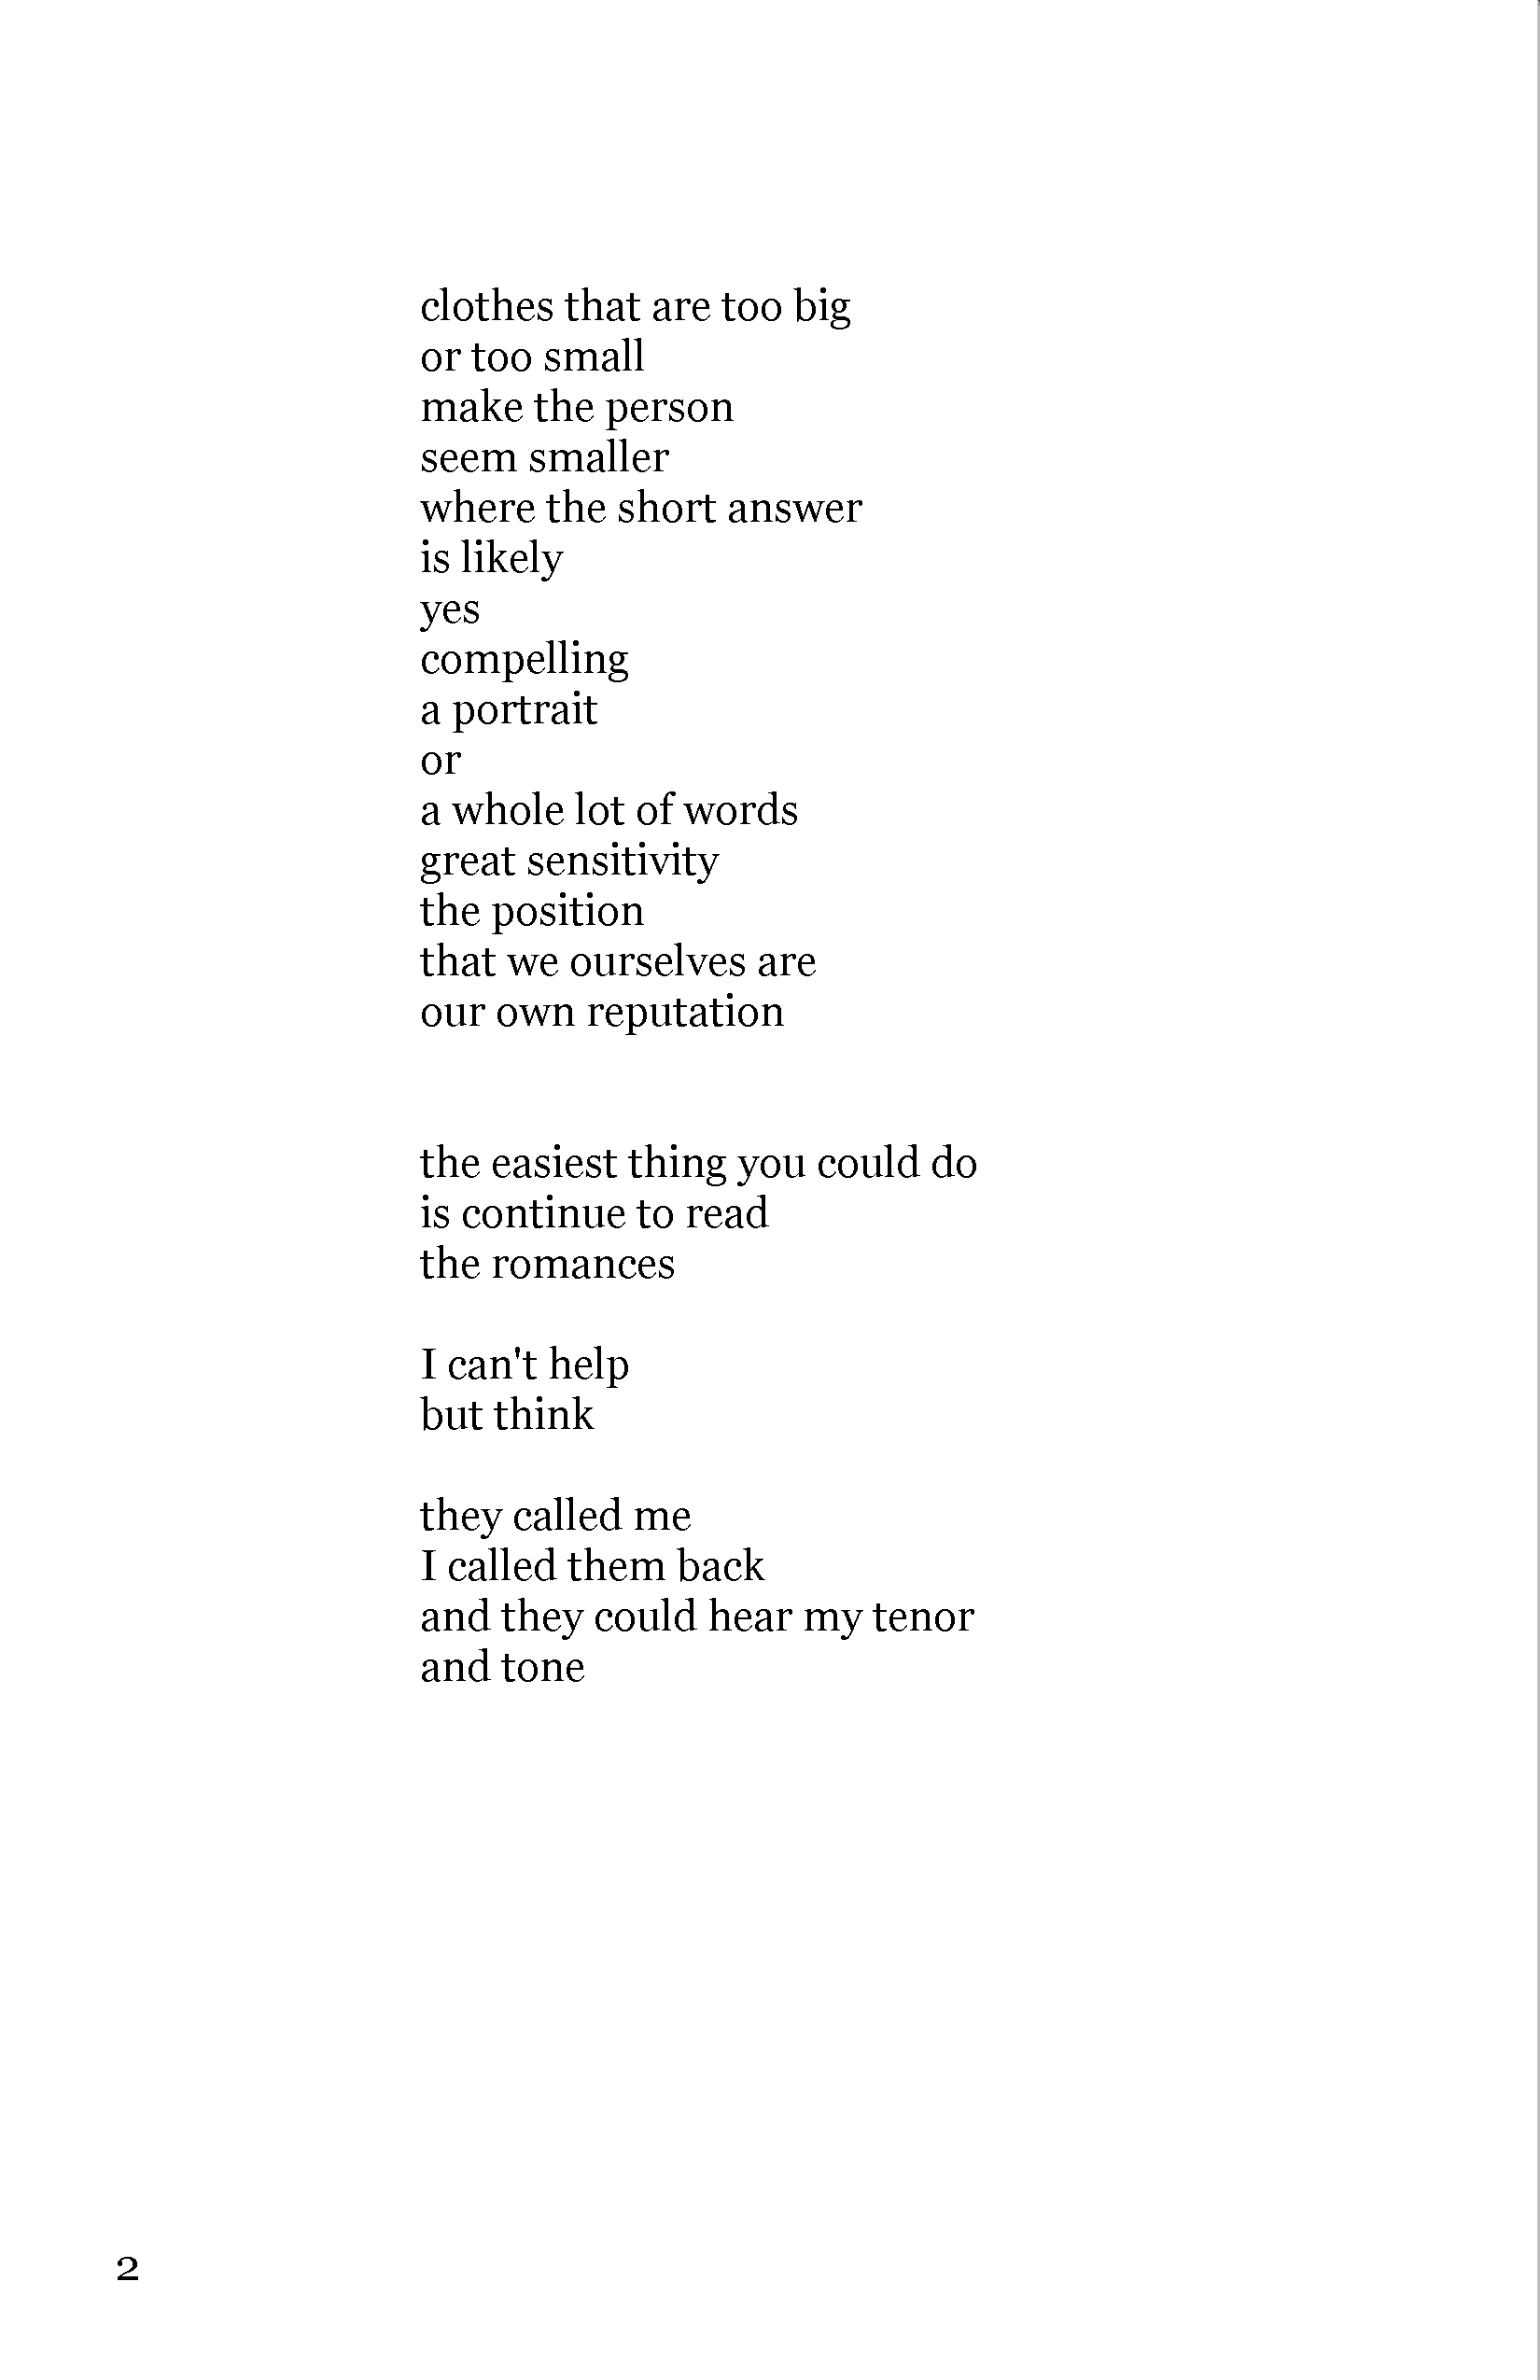 clothes that are too big
or too small
make the person
seem smaller
where the short answer
is likely
yes
compelling
a portrait
or
a whole lot of words
great sensitivity
the position
that we ourselves are
our own reputation
the easiest thing you could do
is continue to read
the romances
I can't help
but think
they called me
I called them back
and they could hear my tenor
and tone
2